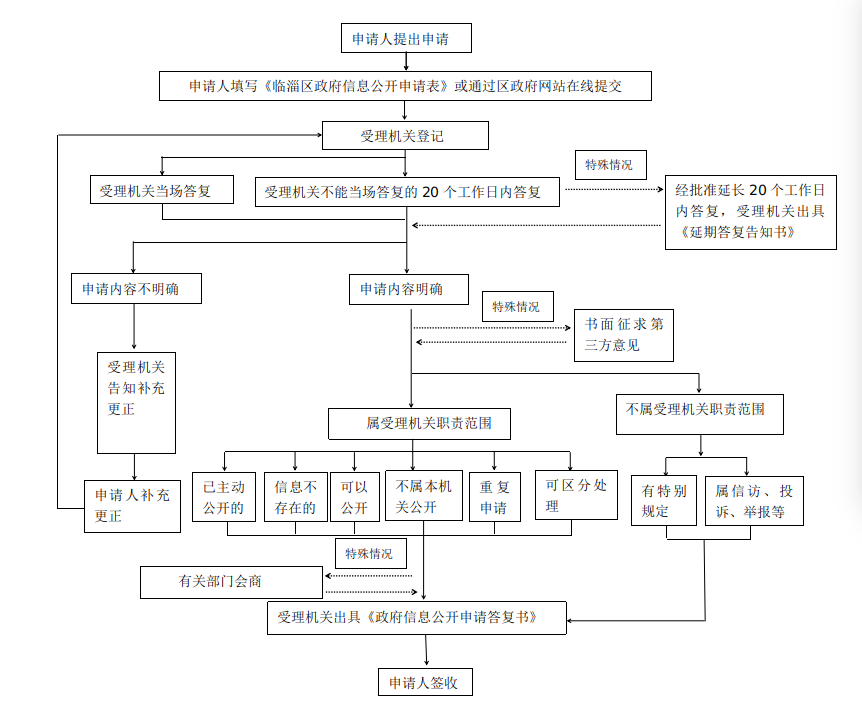 申请人提出申请
申请人填写《临淄区政府信息公开申请表》或通过区政府网站在线提交
受理机关登记
特殊情况
受理机关当场答复
受理机关不能当场答复的 20 个工作日内答复
经批准延长 20 个工作日
内答复，受理机关出具
《延期答复告知书》
申请内容不明确
申请内容明确
特殊情况
书面征求第
三方意见
受理机关
告知补充
更正
属受理机关职责范围
不属受理机关职责范围
申请人补充
更正
已主动
公开的
信息不
存在的
可以
公开
不属本机
关公开
重复
申请
可区分处
理
有特别
规定
属信访、投
诉、举报等
特殊情况
有关部门会商
受理机关出具《政府信息公开申请答复书》
申请人签收